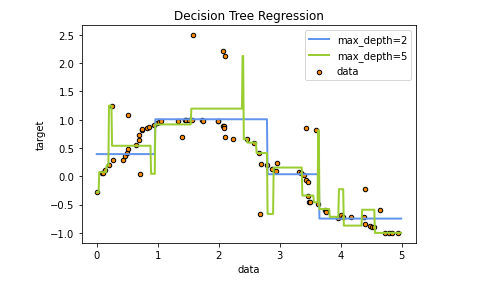 Decision Tree Regression
max_depth=2
max_depth=5
data
2.5
2.0
1.5
1.0
0.5
0.0
−0.5
−1.0
target
0 1 2 3 4 5
data